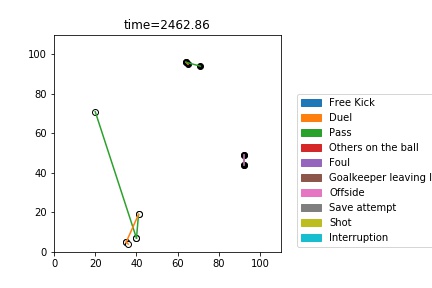 time=2462.86
100
80
60
40
20
0
0 20 40 60 80 100
Free Kick
Duel
Pass
Others on the ball
Foul
Goalkeeper leaving l
Offside
Save attempt
Shot
Interruption